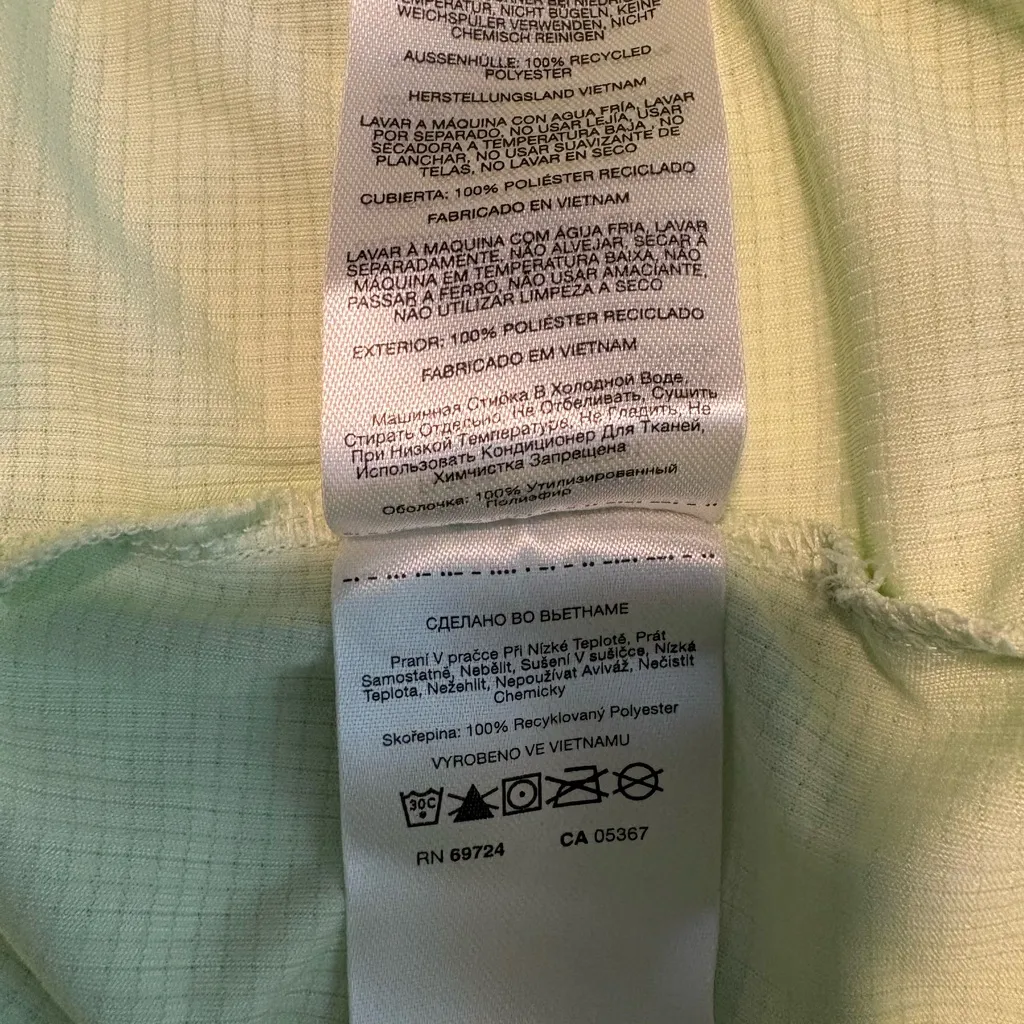 TEMPERATUR, NICHT BÜGELN, KEINE
WEICHSPÜLER VERWENDEN, NICHT
CHEMISCH REINIGEN
AUSSENHÜLLE: 100% RECYCLED
POLYESTER
HERSTELLUNGSLAND VIETNAM
LAVAR A MÁQUINA CON AGUA FRÍA, LAVAR
POR SEPARADO, NO USAR LEJÍA, USAR
SECADORA A TEMPERATURA BAJA , NO
PLANCHAR, NO USAR SUAVIZANTE DE
TELAS, NO LAVAR EN SECO
CUBIERTA: 100% POLIÉSTER RECICLADO
FABRICADO EN VIETNAM
LAVAR À MÁQUINA COM ÁGUA FRIA, LAVAR
SEPARADAMENTE, NÃO ALVEJAR, SECAR À
MÁQUINA EM TEMPERATURA BAIXA, NÃO
PASSAR A FERRO, NÃO USAR AMACIANTE,
NÃO UTILIZAR LIMPEZA A SECO
EXTERIOR: 100% POLIÉSTER RECICLADO
FABRICADO EM VIETNAM
Машинная Стирка В Холодной Воде,
Стирать Отдельно, Не Отбеливать, Сушить
При Низкой Температуре, Не Гладить, Не
Использовать Кондиционер Для Тканей,
Химчистка Запрещена
Оболочка: 100% Утилизированный
Полиэфир
СДЕЛАНО ВО ВЬЕТНАМЕ
Praní V pračce Při Nízké Teplotě, Prát
Samostatně, Nebělit, Sušení V sušičce, Nízká
Teplota, Nežehlit, Nepoužívat Aviváž, Nečistit
Chemicky
Skořepina: 100% Recyklovaný Polyester
VYROBENO VE VIETNAMU
30C
RN 69724 CA 05367